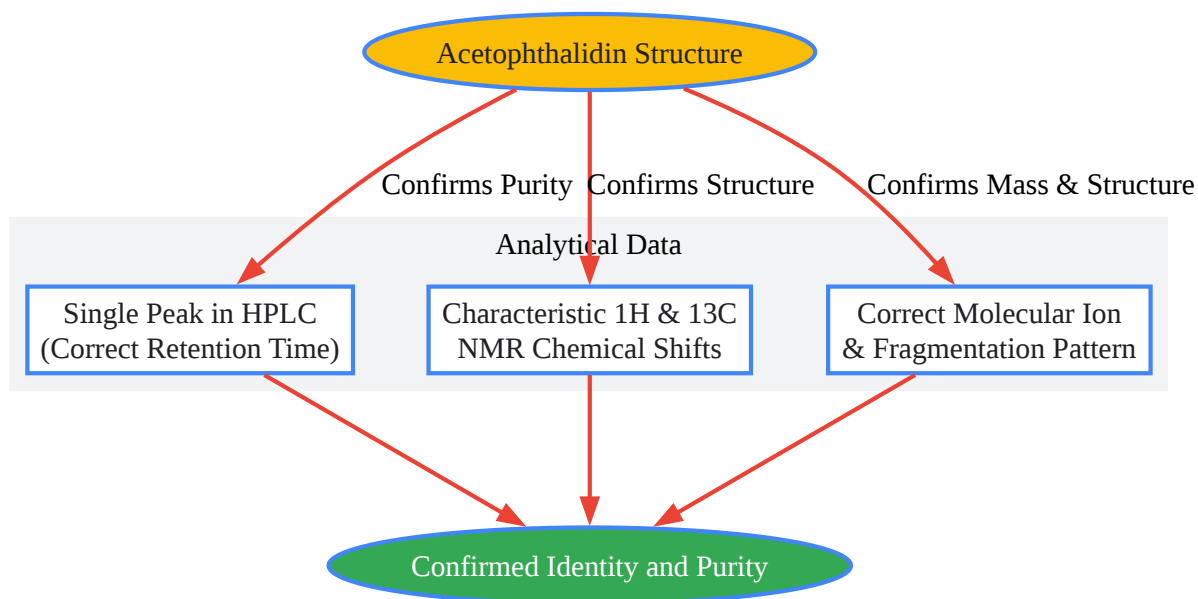 Acetophthalidin Structure
Confirms Purity
Confirms Structure
Confirms Mass & Structure
Analytical Data
Single Peak in HPLC
(Correct Retention Time)
Characteristic 1H & 13C
NMR Chemical Shifts
Correct Molecular Ion
& Fragmentation Pattern
Confirmed Identity and Purity